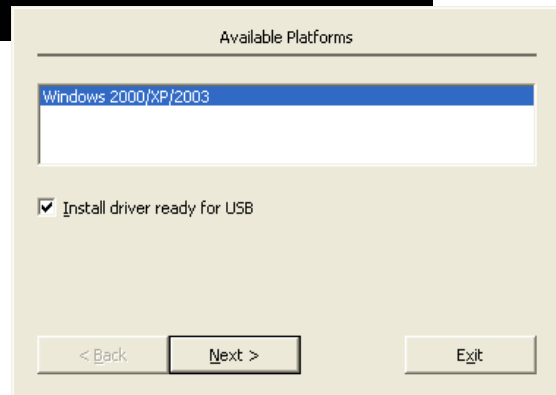 Available Platforms
Windows 2000/XP/2003
Install driver ready for USB
< Back
Next >
Exit